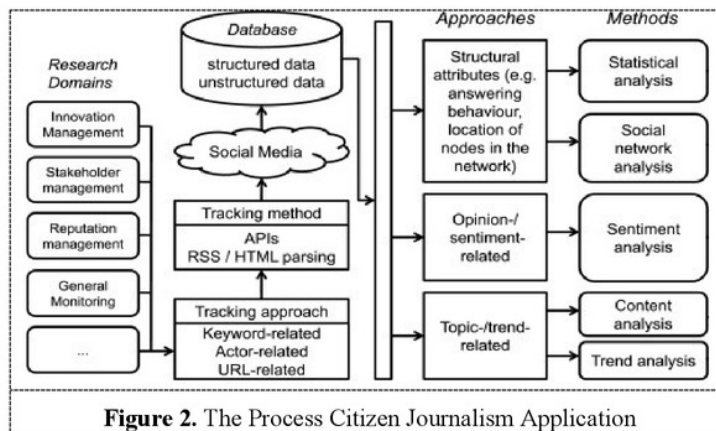 Research
Domains
Innovation
Management
Stakeholder
management
Reputation
management
General
Monitoring
...
Database
structured data
unstructured data
Social Media
Tracking method
APIs
RSS / HTML parsing
Tracking approach
Keyword-related
Actor-related
URL-related
Approaches
Structural
attributes (e.g.
answering
behaviour,
location of
nodes in the
network)
Opinion-/
sentiment-
related
Topic-/trend-
related
Methods
Statistical
analysis
Social
network
analysis
Sentiment
analysis
Content
analysis
Trend analysis
Figure 2. The Process Citizen Journalism Application